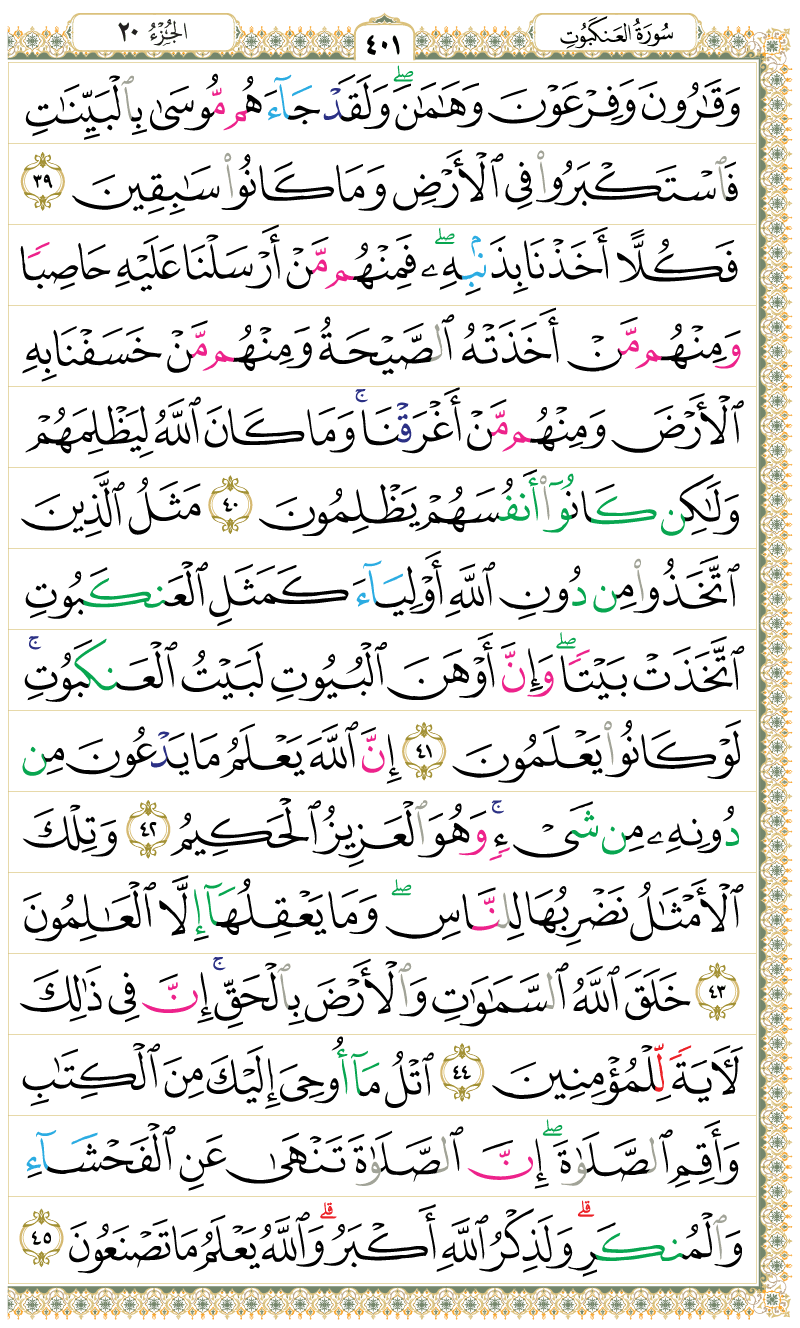 سُورَةُ العَنكَبُوتِ
٤٠١
الجُزْءُ ٢٠
وَقَٰرُونَ وَفِرْعَوْنَ وَهَٰمَٰنَۖ وَلَقَدْ جَآءَهُم مُّوسَىٰ بِٱلْبَيِّنَٰتِ
فَٱسْتَكْبَرُوا۟ فِى ٱلْأَرْضِ وَمَا كَانُوا۟ سَٰبِقِينَ ٣٩
فَكُلًّا أَخَذْنَا بِذَنۢبِهِۦۖ فَمِنْهُم مَّنْ أَرْسَلْنَا عَلَيْهِ حَاصِبًا
وَمِنْهُم مَّنْ أَخَذَتْهُ ٱلصَّيْحَةُ وَمِنْهُم مَّنْ خَسَفْنَا بِهِ
ٱلْأَرْضَ وَمِنْهُم مَّنْ أَغْرَقْنَاۚ وَمَا كَانَ ٱللَّهُ لِيَظْلِمَهُمْ
وَلَٰكِن كَانُوٓا۟ أَنفُسَهُمْ يَظْلِمُونَ ٤٠ مَثَلُ ٱلَّذِينَ
ٱتَّخَذُوا۟ مِن دُونِ ٱللَّهِ أَوْلِيَآءَ كَمَثَلِ ٱلْعَنكَبُوتِ
ٱتَّخَذَتْ بَيْتًاۖ وَإِنَّ أَوْهَنَ ٱلْبُيُوتِ لَبَيْتُ ٱلْعَنكَبُوتِۚ
لَوْ كَانُوا۟ يَعْلَمُونَ ٤١ إِنَّ ٱللَّهَ يَعْلَمُ مَا يَدْعُونَ مِن
دُونِهِۦ مِن شَىْءٍۚ وَهُوَ ٱلْعَزِيزُ ٱلْحَكِيمُ ٤٢ وَتِلْكَ
ٱلْأَمْثَٰلُ نَضْرِبُهَا لِلنَّاسِۖ وَمَا يَعْقِلُهَآ إِلَّا ٱلْعَٰلِمُونَ
٤٣ خَلَقَ ٱللَّهُ ٱلسَّمَٰوَٰتِ وَٱلْأَرْضَ بِٱلْحَقِّۚ إِنَّ فِى ذَٰلِكَ
لَـَٔايَةً لِّلْمُؤْمِنِينَ ٤٤ ٱتْلُ مَآ أُوحِىَ إِلَيْكَ مِنَ ٱلْكِتَٰبِ
وَأَقِمِ ٱلصَّلَوٰةَۖ إِنَّ ٱلصَّلَوٰةَ تَنْهَىٰ عَنِ ٱلْفَحْشَآءِ
وَٱلْمُنكَرِۗ وَلَذِكْرُ ٱللَّهِ أَكْبَرُۗ وَٱللَّهُ يَعْلَمُ مَا تَصْنَعُونَ ٤٥